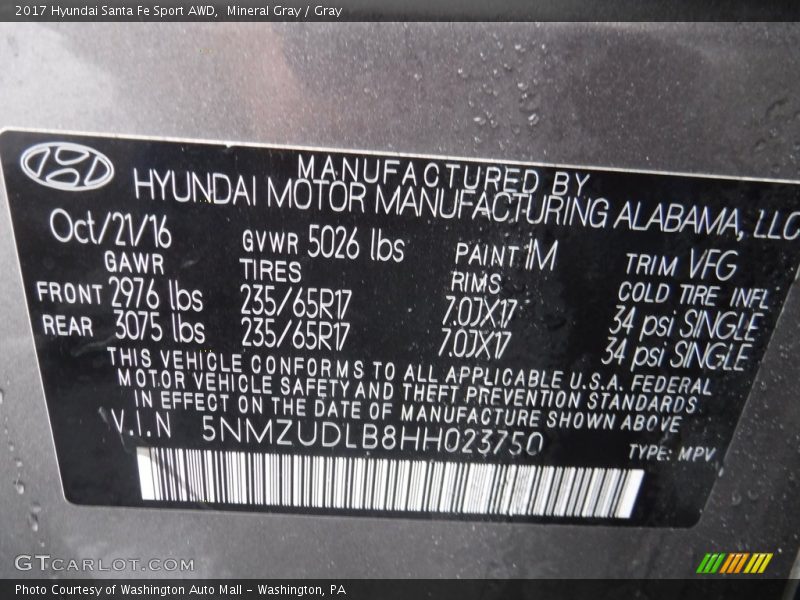 2017 Hyundai Santa Fe Sport AWD, Mineral Gray / Gray
MANUFACTURED BY
HYUNDAI MOTOR MANUFACTURING ALABAMA, LLC
Oct/21/16 GVWR 5026 lbs PAINT 1M TRIM VFG
GAWR TIRES RIMS COLD TIRE INFL
FRONT 2976 lbs 235/65R17 7.0JX17 34 psi SINGLE
REAR 3075 lbs 235/65R17 7.0JX17 34 psi SINGLE
THIS VEHICLE CONFORMS TO ALL APPLICABLE U.S.A. FEDERAL
MOTOR VEHICLE SAFETY AND THEFT PREVENTION STANDARDS
IN EFFECT ON THE DATE OF MANUFACTURE SHOWN ABOVE
V.I.N 5NMZUDLB8HH023750 TYPE: MPV
GTCARLOT.COM
Photo Courtesy of Washington Auto Mall – Washington, PA